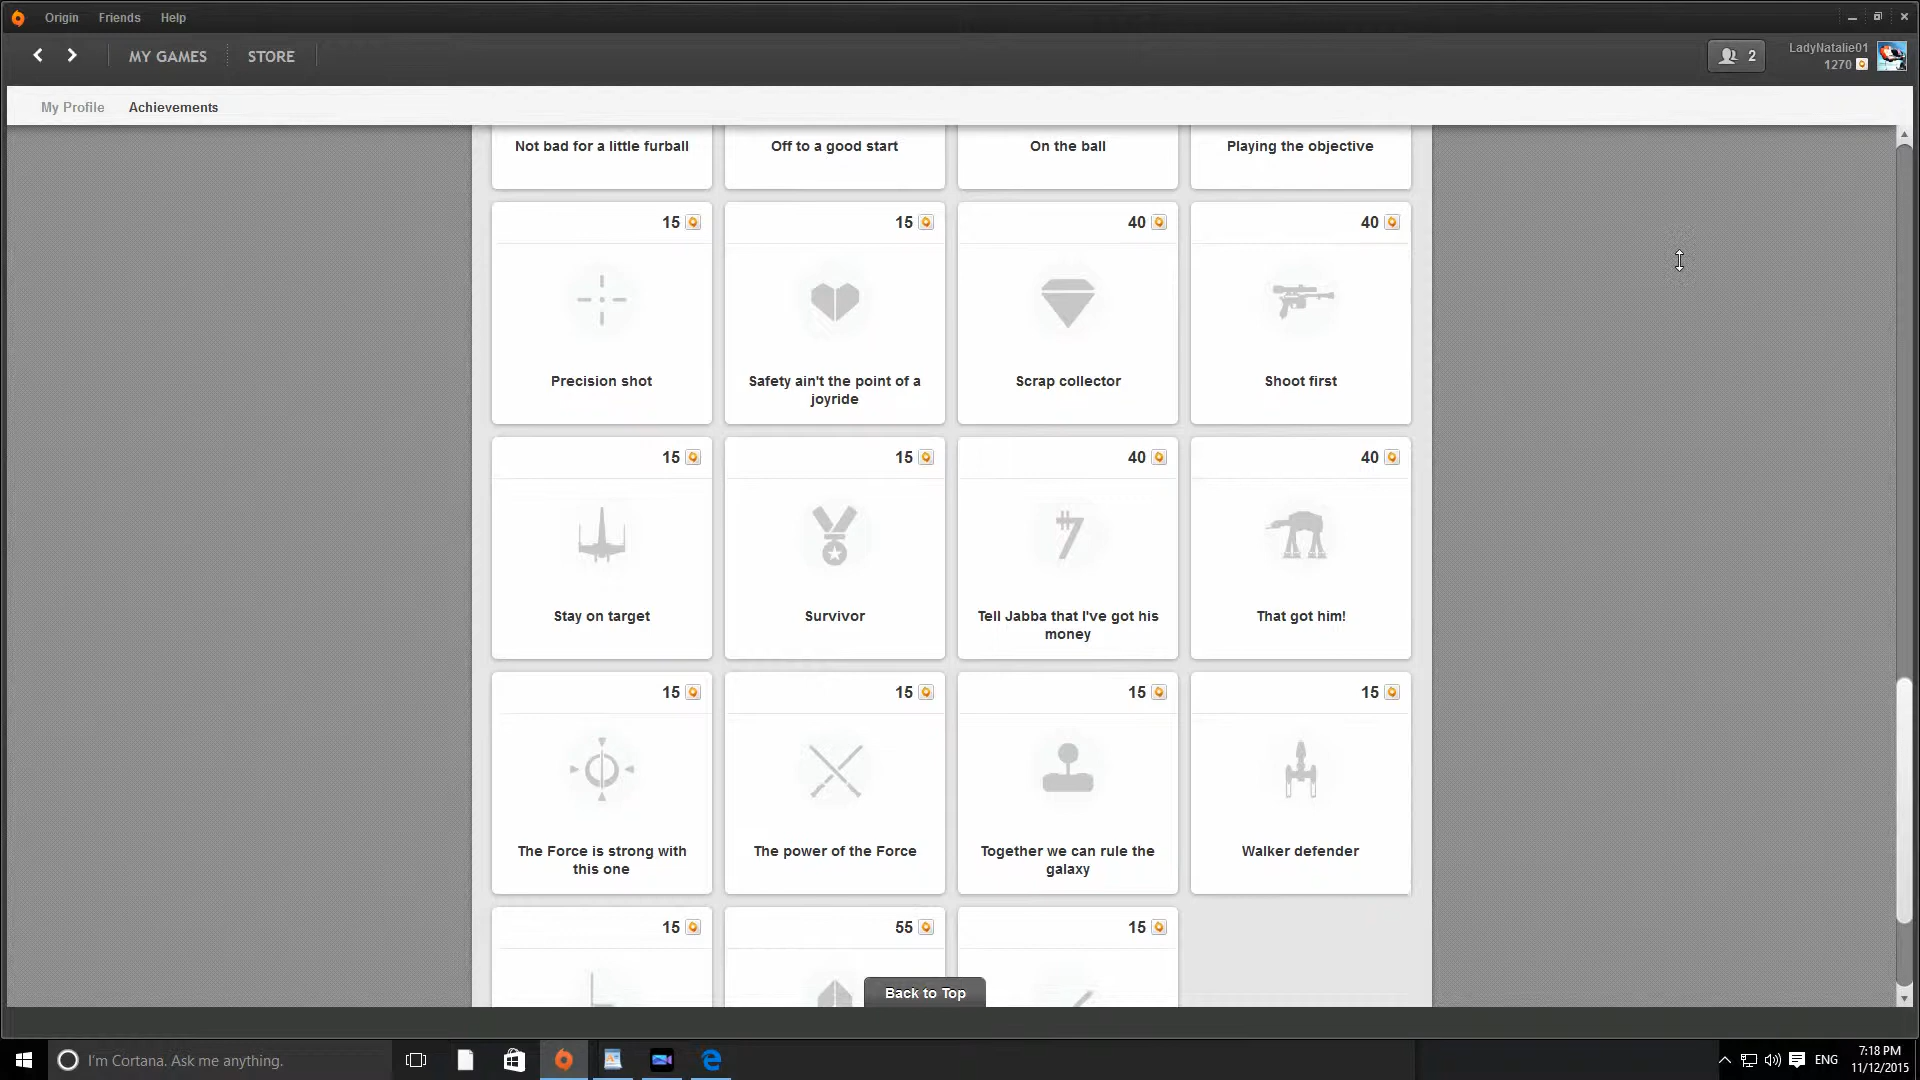 Origin Friends Help
MY GAMES STORE
2
LadyNatalie01
1270
My Profile Achievements
Not bad for a little furball
Off to a good start
On the ball
Playing the objective
15
15
40
40
Precision shot
Safety ain't the point of a
joyride
Scrap collector
Shoot first
15
15
40
40
Stay on target
Survivor
Tell Jabba that I've got his
money
That got him!
15
15
15
15
The Force is strong with
this one
The power of the Force
Together we can rule the
galaxy
Walker defender
15
55
15
Back to Top
I'm Cortana. Ask me anything.
ENG
7:18 PM
11/12/2015